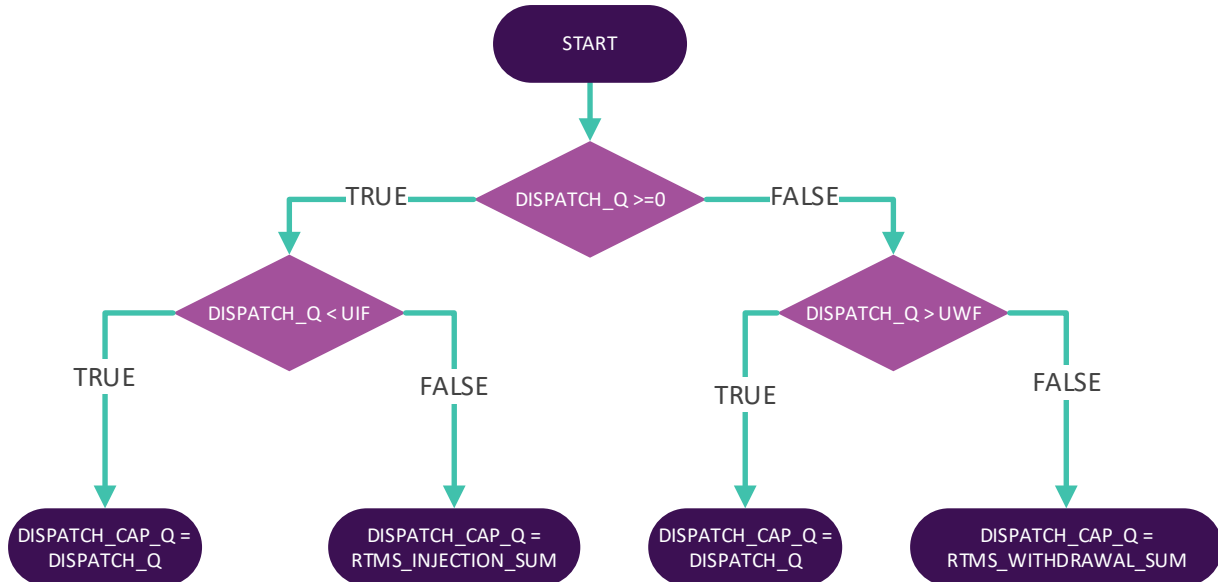 START
DISPATCH_Q >=0
TRUE
FALSE
DISPATCH_Q < UIF
DISPATCH_Q > UWF
TRUE
FALSE
TRUE
FALSE
DISPATCH_CAP_Q =
DISPATCH_Q
DISPATCH_CAP_Q =
RTMS_INJECTION_SUM
DISPATCH_CAP_Q =
DISPATCH_Q
DISPATCH_CAP_Q =
RTMS_WITHDRAWAL_SUM